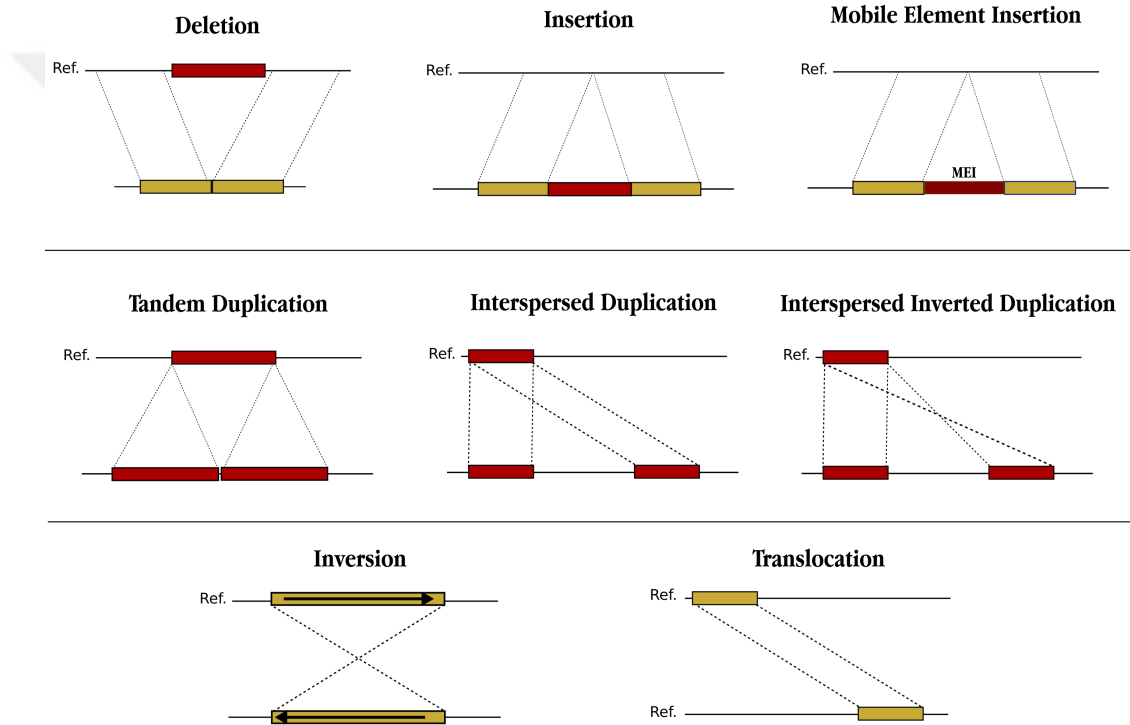 Deletion
Insertion
Mobile Element Insertion
Ref.
Ref.
Ref.
MEI
Tandem Duplication
Interspersed Duplication
Interspersed Inverted Duplication
Ref.
Ref.
Ref.
Inversion
Translocation
Ref.
Ref.